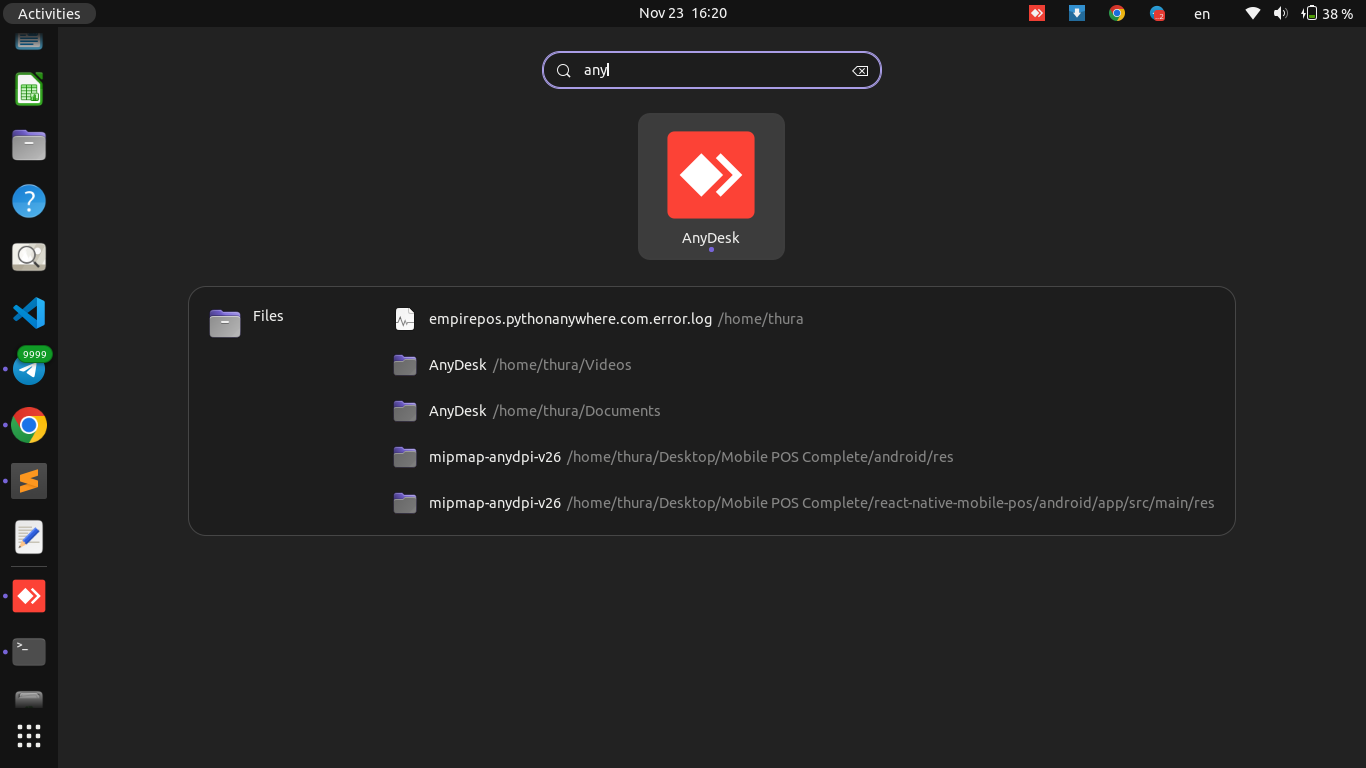 Activities
Nov 23 16:20
en
38 %
any
AnyDesk
Files
empirepos.pythonanywhere.com.error.log /home/thura
AnyDesk /home/thura/Videos
AnyDesk /home/thura/Documents
mipmap-anydpi-v26 /home/thura/Desktop/Mobile POS Complete/android/res
mipmap-anydpi-v26 /home/thura/Desktop/Mobile POS Complete/react-native-mobile-pos/android/app/src/main/res
9999